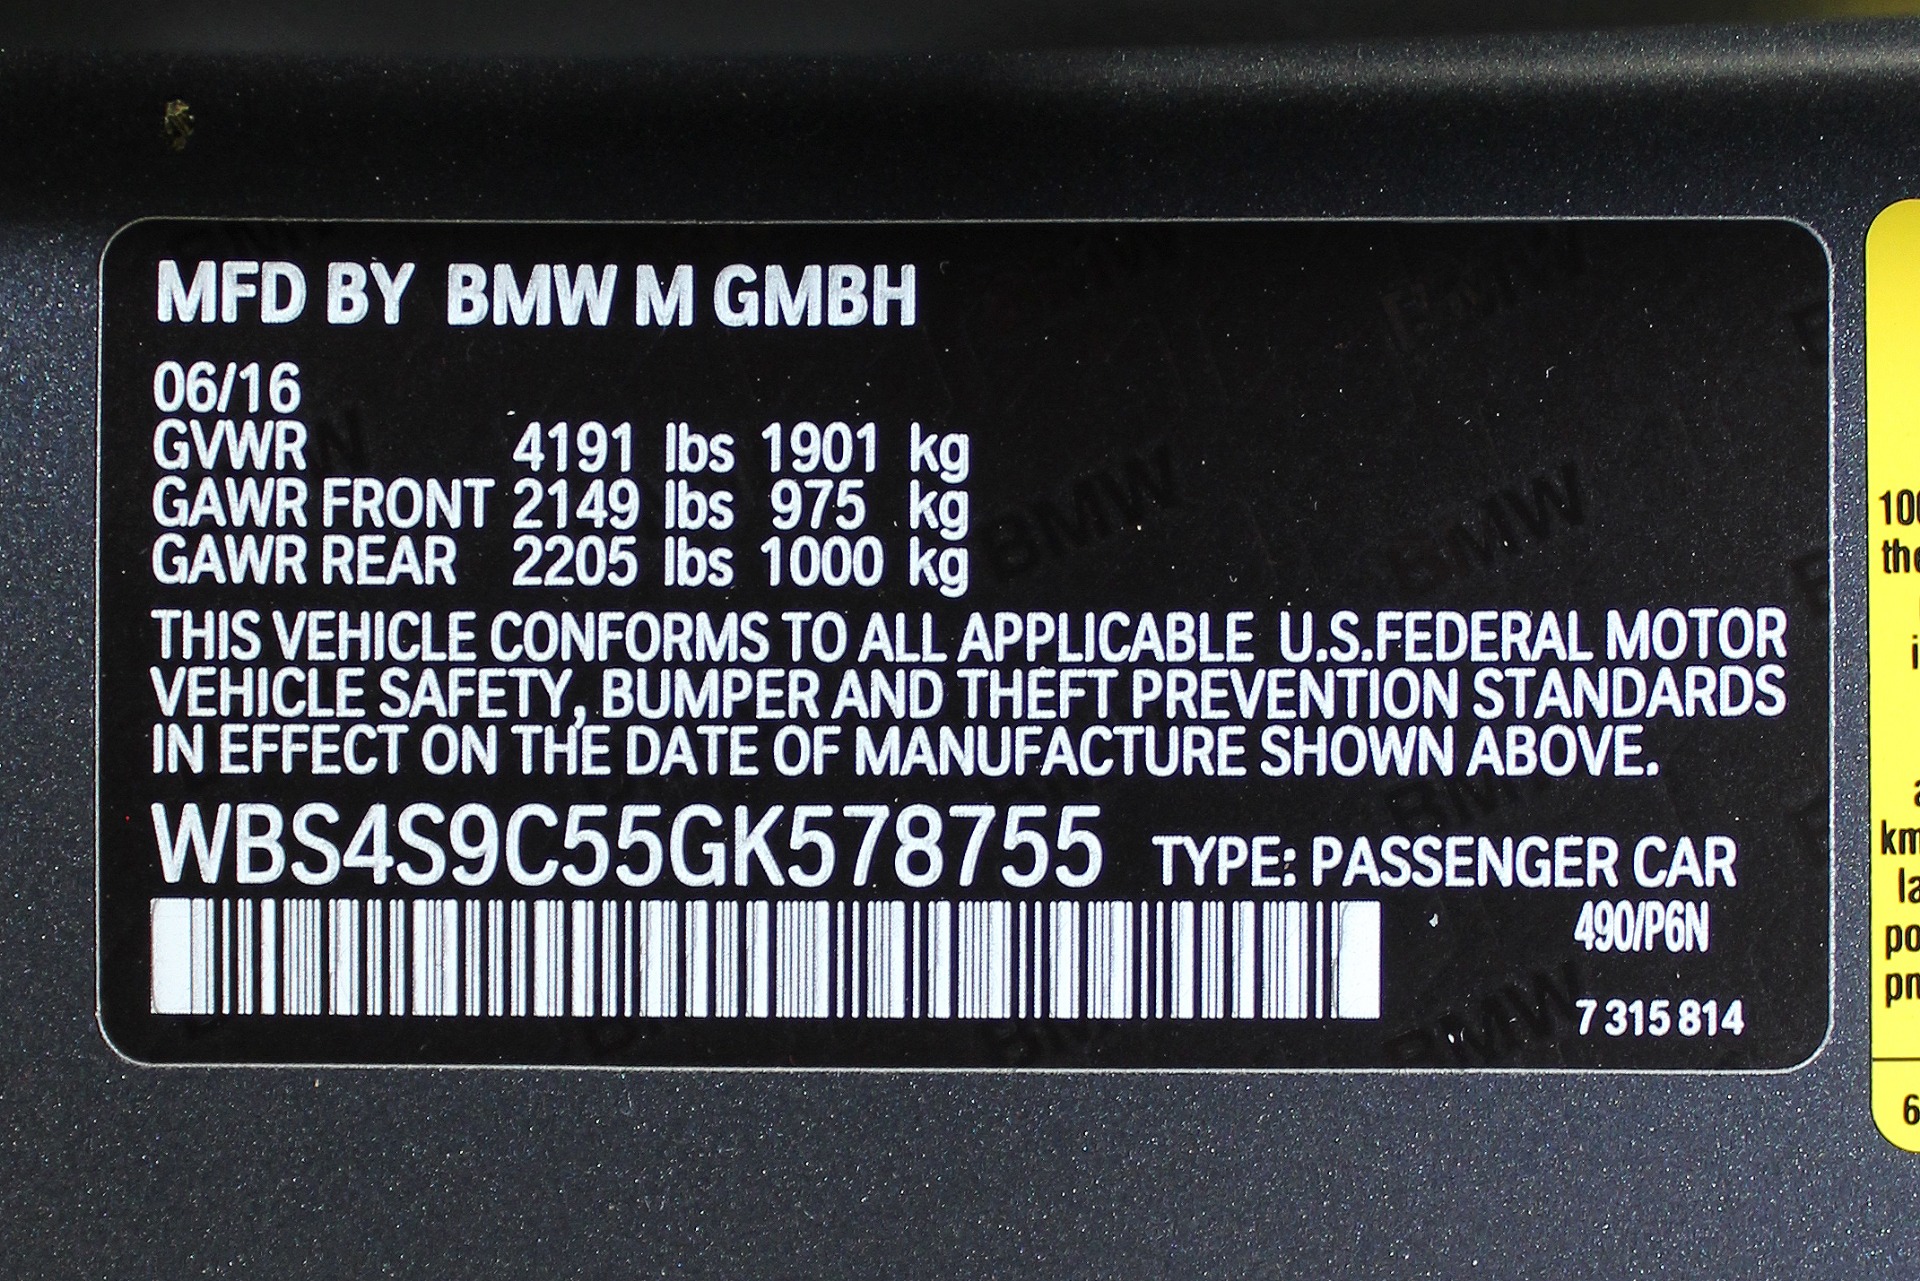 MFD BY BMW M GMBH
06/16
GVWR 4191 lbs 1901 kg
GAWR FRONT 2149 lbs 975 kg
GAWR REAR 2205 lbs 1000 kg
THIS VEHICLE CONFORMS TO ALL APPLICABLE U.S.FEDERAL MOTOR
VEHICLE SAFETY, BUMPER AND THEFT PREVENTION STANDARDS
IN EFFECT ON THE DATE OF MANUFACTURE SHOWN ABOVE.
WBS4S9C55GK578755 TYPE: PASSENGER CAR
490/P6N
7 315 814